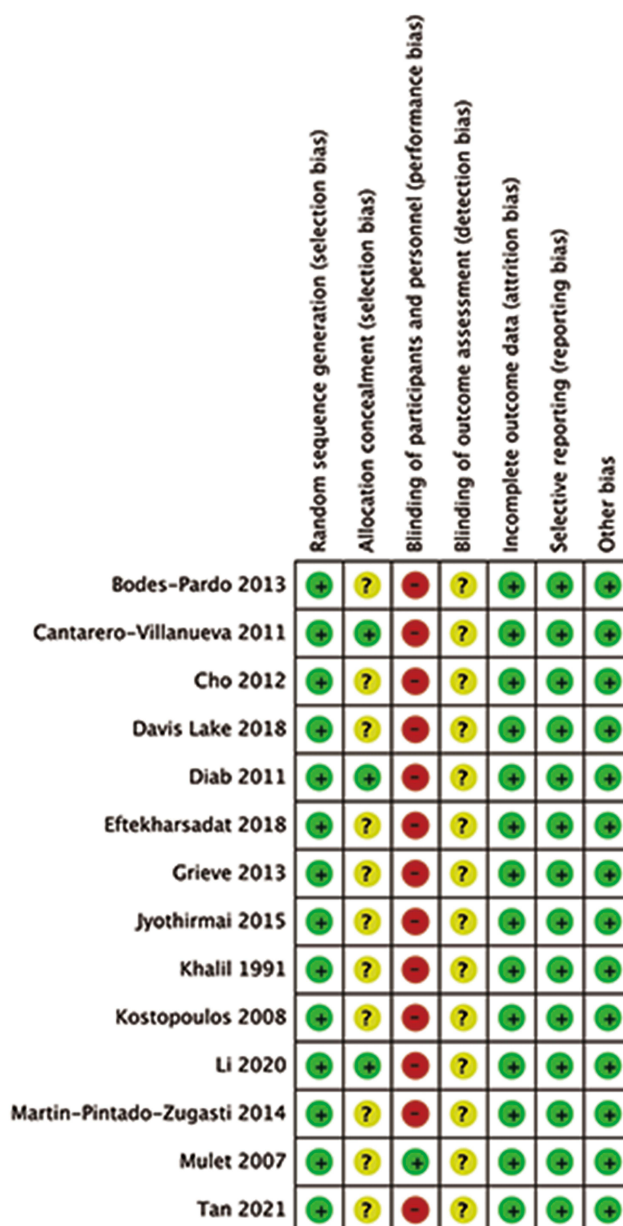 Random sequence generation (selection bias)
Allocation concealment (selection bias)
Blinding of participants and personnel (performance bias)
Blinding of outcome assessment (detection bias)
Incomplete outcome data (attrition bias)
Selective reporting (reporting bias)
Other bias
Bodes-Pardo 2013 + ? - ? + + +
Cantarero-Villanueva 2011 + + - ? + + +
Cho 2012 + ? - ? + + +
Davis Lake 2018 + ? - ? + + +
Diab 2011 + + - ? + + +
Eftekharsadat 2018 + ? - ? + + +
Grieve 2013 + ? - ? + + +
Jyothirmai 2015 + ? - ? + + +
Khalil 1991 + ? - ? + + +
Kostopoulos 2008 + ? - ? + + +
Li 2020 + + - ? + + +
Martin-Pintado-Zugasti 2014 + ? - ? + + +
Mulet 2007 + ? + ? + + +
Tan 2021 + ? - ? + + +